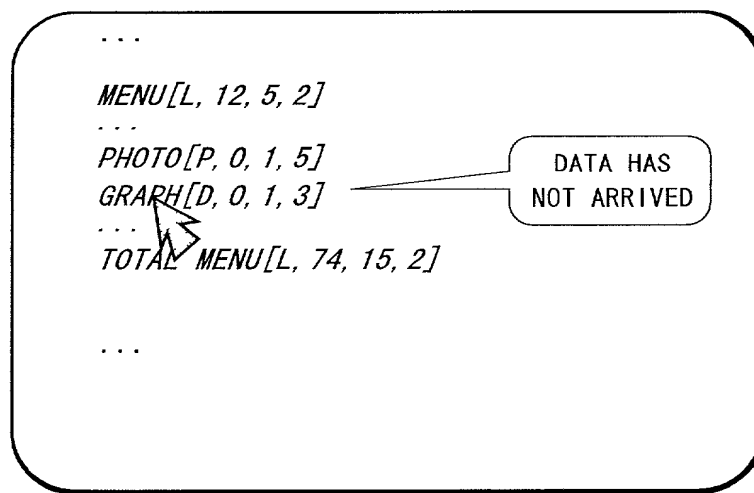 ...
MENU[L, 12, 5, 2]
...
PHOTO[P, 0, 1, 5]
GRAPH[D, 0, 1, 3]
DATA HAS
NOT ARRIVED
...
TOTAL MENU[L, 74, 15, 2]
...